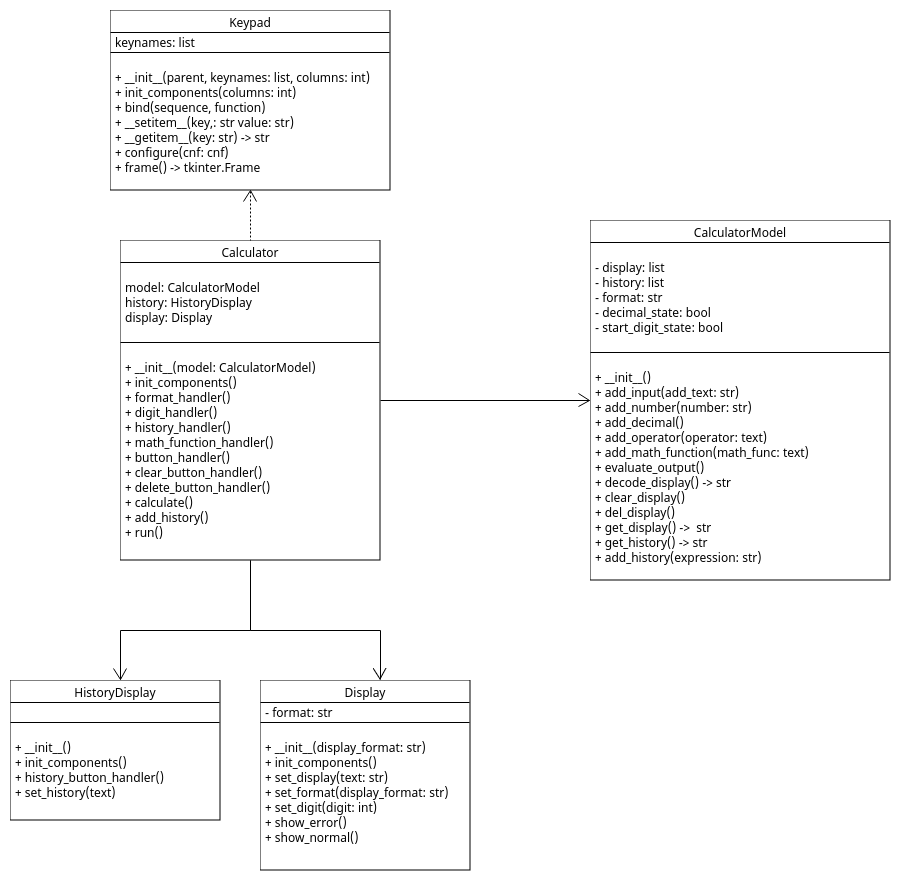 Keypad
keynames: list
+ __init__(parent, keynames: list, columns: int)
+ init_components(columns: int)
+ bind(sequence, function)
+ __setitem__(key,: str value: str)
+ __getitem__(key: str) -> str
+ configure(cnf: cnf)
+ frame() -> tkinter.Frame
Calculator
model: CalculatorModel
history: HistoryDisplay
display: Display
+ __init__(model: CalculatorModel)
+ init_components()
+ format_handler()
+ digit_handler()
+ history_handler()
+ math_function_handler()
+ button_handler()
+ clear_button_handler()
+ delete_button_handler()
+ calculate()
+ add_history()
+ run()
CalculatorModel
- display: list
- history: list
- format: str
- decimal_state: bool
- start_digit_state: bool
+ __init__()
+ add_input(add_text: str)
+ add_number(number: str)
+ add_decimal()
+ add_operator(operator: text)
+ add_math_function(math_func: text)
+ evaluate_output()
+ decode_display() -> str
+ clear_display()
+ del_display()
+ get_display() ->  str
+ get_history() -> str
+ add_history(expression: str)
HistoryDisplay
+ __init__()
+ init_components()
+ history_button_handler()
+ set_history(text)
Display
- format: str
+ __init__(display_format: str)
+ init_components()
+ set_display(text: str)
+ set_format(display_format: str)
+ set_digit(digit: int)
+ show_error()
+ show_normal()